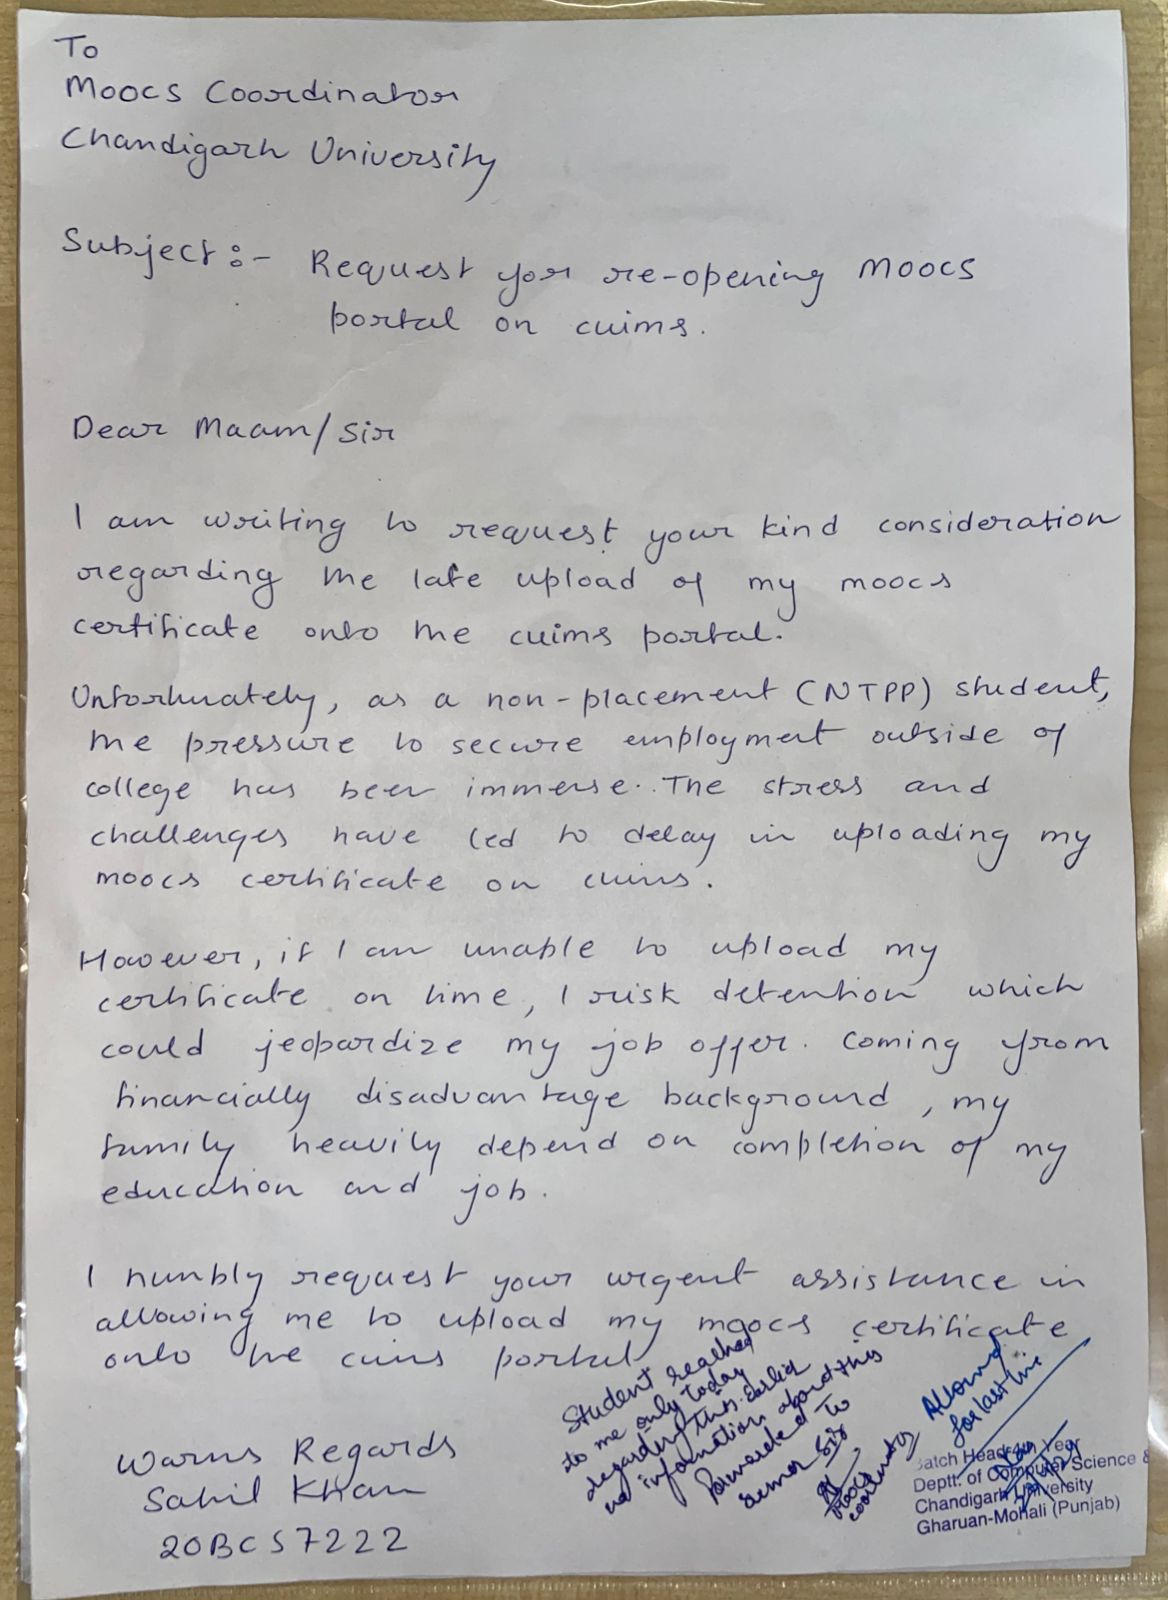 To
Moocs Coordinator
Chandigarh University
Subject:- Request for re-opening Moocs
portal on cuims.
Dear Maam/Sir
I am writing to request your kind consideration
regarding the late upload of my moocs
certificate onto the cuims portal.
Unfortunately, as a non-placement (NTPP) student,
the pressure to secure employment outside of
college has been immense. The stress and
challenges have led to delay in uploading my
moocs certificate on cuims.
However, if I am unable to upload my
certificate on time, I risk detention which
could jeopardize my job offer. Coming from
financially disadvantage background, my
family heavily depend on completion of my
education and job.
I humbly request your urgent assistance in
allowing me to upload my moocs certificate
onto the cuims portal
Warms Regards
Sahil Khan
20BCS7222
Student reached
to me only today
regarding this. Earlier
no information about this
Forwarded to
Senior Sir
Moocs
coordinator
Allowed
for last time
Batch Head Year
Deptt. of Computer Science &
Chandigarh University
Gharuan-Mohali (Punjab)